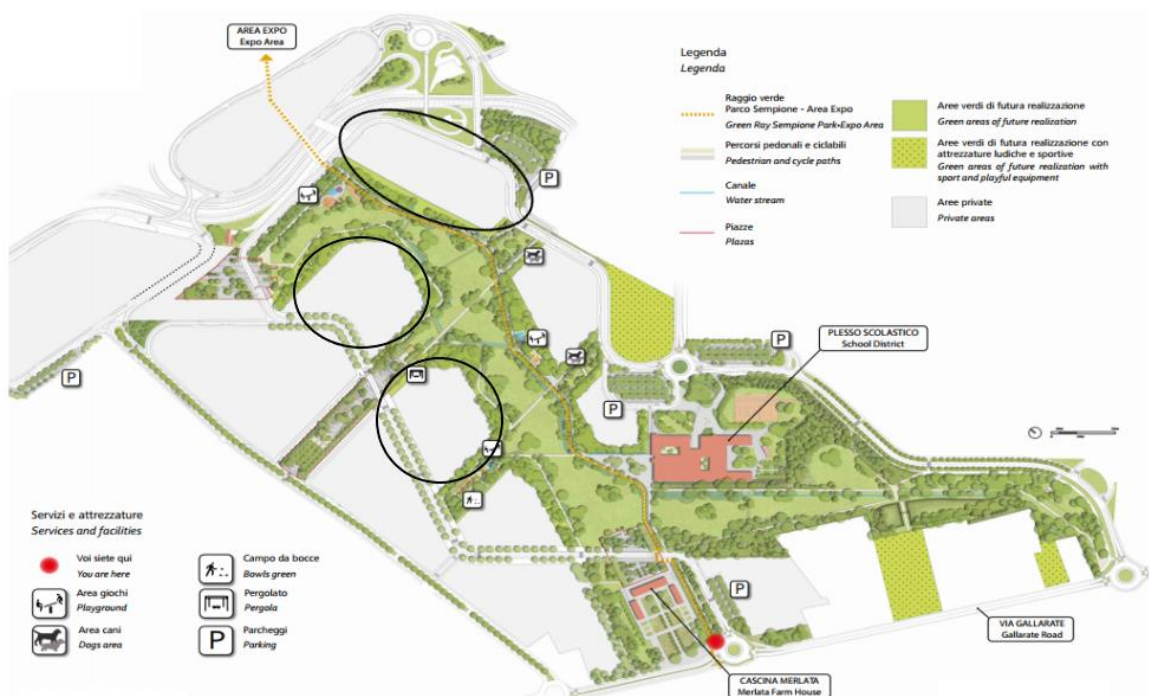 AREA EXPO
Expo Area
Legenda
Legenda
Raggio verde
Parco Sempione - Area Expo
Green Ray Sempione Park•Expo Area
Percorsi pedonali e ciclabili
Pedestrian and cycle paths
Canale
Water stream
Piazze
Plazas
Aree verdi di futura realizzazione
Green areas of future realization
Aree verdi di futura realizzazione con
attrezzature ludiche e sportive
Green areas of future realization with
sport and playful equipment
Aree private
Private areas
P
PLESSO SCOLASTICO
School District
P
P
P
P
Servizi e attrezzature
Services and facilities
Voi siete qui
You are here
Area giochi
Playground
Area cani
Dogs area
Campo da bocce
Bowls green
Pergolato
Pergola
P
Parcheggi
Parking
VIA GALLARATE
Gallarate Road
CASCINA MERLATA
Merlata Farm House